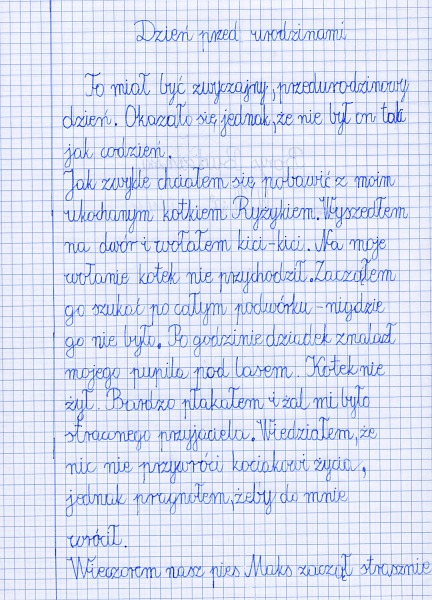 Dzień przed urodzinami
To miał być zwyczajny, przedurodzinowy
dzień. Okazało się jednak, że nie był on taki
jak codzień.
Jak zwykle chciałem się pobawić z moim
ukochanym kotkiem Ryżykiem. Wyszedłem
na dwór i wołałem kici-kici. Na moje
wołanie kotek nie przychodził. Zacząłem
go szukać po całym podwórku - nigdzie
go nie było. Po godzinie dziadek znalazł
mojego pupila pod lasem. Kotek nie
żył. Bardzo płakałem i żal mi było
straconego przyjaciela. Wiedziałem, że
nic nie przywróci kociakowi życia,
jednak pragnołem, żeby do mnie
wrócił.
Wieczorem nasz pies Maks zaczął strasznie